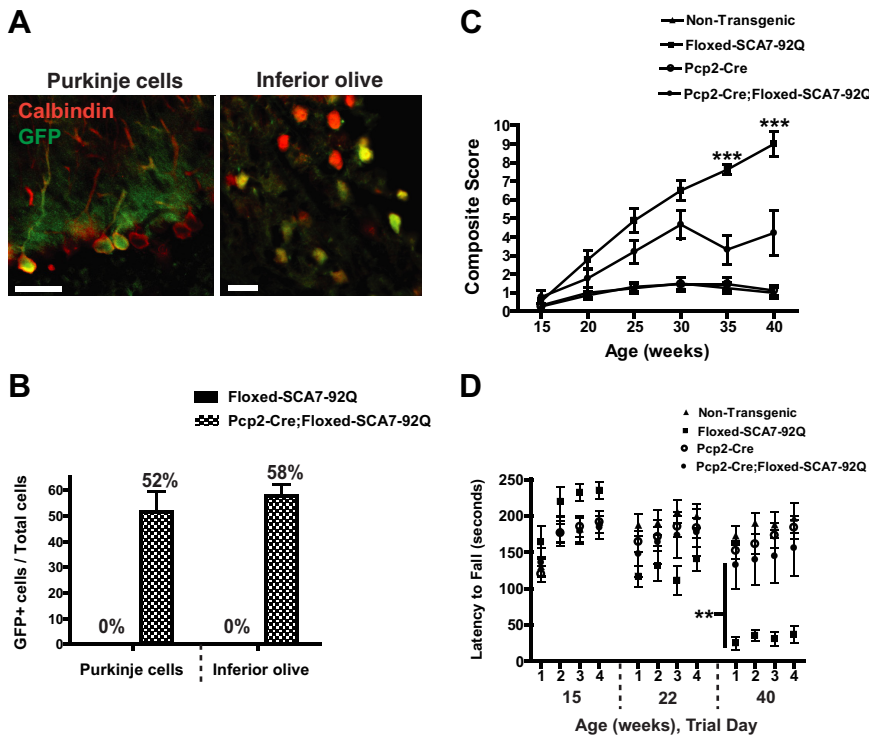 A
Purkinje cells
Inferior olive
Calbindin
GFP
B
Floxed-SCA7-92Q
Pcp2-Cre;Floxed-SCA7-92Q
GFP+ cells / Total cells
60
50
40
30
20
10
0
0%
52%
0%
58%
Purkinje cells
Inferior olive
C
Non-Transgenic
Floxed-SCA7-92Q
Pcp2-Cre
Pcp2-Cre;Floxed-SCA7-92Q
Composite Score
10
9
8
7
6
5
4
3
2
1
0
***
***
15 20 25 30 35 40
Age (weeks)
D
Non-Transgenic
Floxed-SCA7-92Q
Pcp2-Cre
Pcp2-Cre;Floxed-SCA7-92Q
Latency to Fall (seconds)
250
200
150
100
50
0
**
1 2 3 4 1 2 3 4 1 2 3 4
15 22 40
Age (weeks), Trial Day